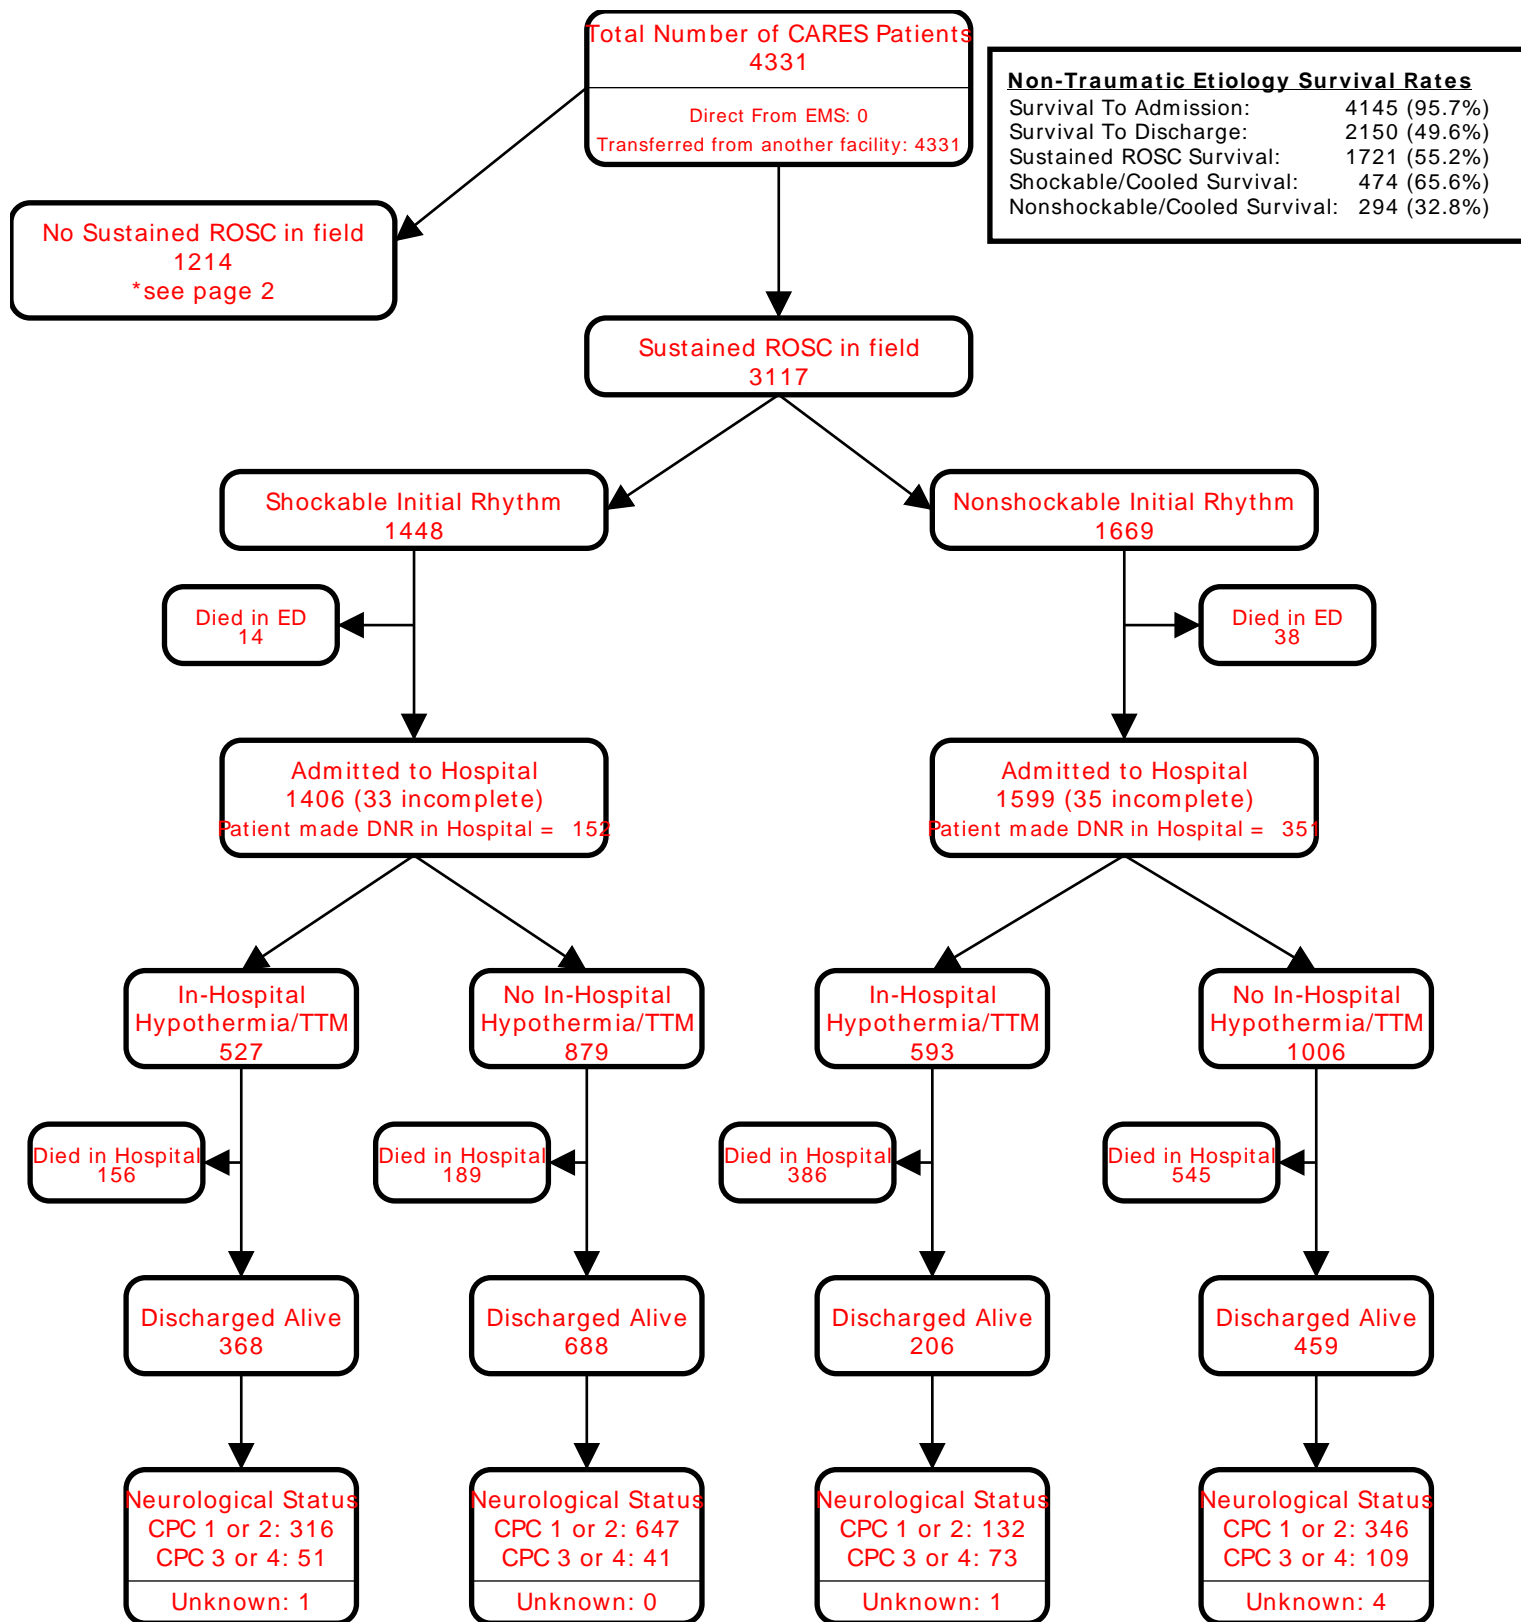 Total Number of CARES Patients
4331
Direct From EMS: 0
Transferred from another facility: 4331
Non-Traumatic Etiology Survival Rates
Survival To Admission: 4145 (95.7%)
Survival To Discharge: 2150 (49.6%)
Sustained ROSC Survival: 1721 (55.2%)
Shockable/Cooled Survival: 474 (65.6%)
Nonshockable/Cooled Survival: 294 (32.8%)
No Sustained ROSC in field
1214
*see page 2
Sustained ROSC in field
3117
Shockable Initial Rhythm
1448
Nonshockable Initial Rhythm
1669
Died in ED
14
Died in ED
38
Admitted to Hospital
1406 (33 incomplete)
Patient made DNR in Hospital = 152
Admitted to Hospital
1599 (35 incomplete)
Patient made DNR in Hospital = 351
In-Hospital
Hypothermia/TTM
527
No In-Hospital
Hypothermia/TTM
879
In-Hospital
Hypothermia/TTM
593
No In-Hospital
Hypothermia/TTM
1006
Died in Hospital
156
Died in Hospital
189
Died in Hospital
386
Died in Hospital
545
Discharged Alive
368
Discharged Alive
688
Discharged Alive
206
Discharged Alive
459
Neurological Status
CPC 1 or 2: 316
CPC 3 or 4: 51
Unknown: 1
Neurological Status
CPC 1 or 2: 647
CPC 3 or 4: 41
Unknown: 0
Neurological Status
CPC 1 or 2: 132
CPC 3 or 4: 73
Unknown: 1
Neurological Status
CPC 1 or 2: 346
CPC 3 or 4: 109
Unknown: 4